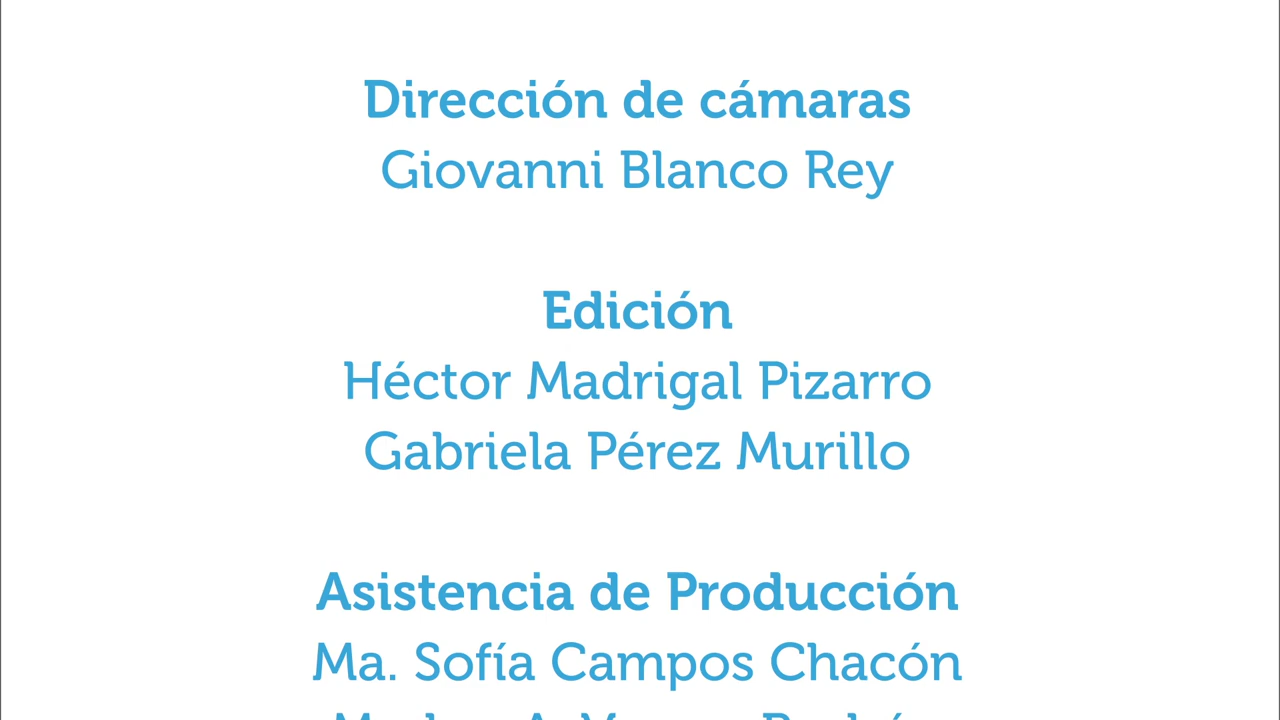 Dirección de cámaras
Giovanni Blanco Rey
Edición
Héctor Madrigal Pizarro
Gabriela Pérez Murillo
Asistencia de Producción
Ma. Sofía Campos Chacón